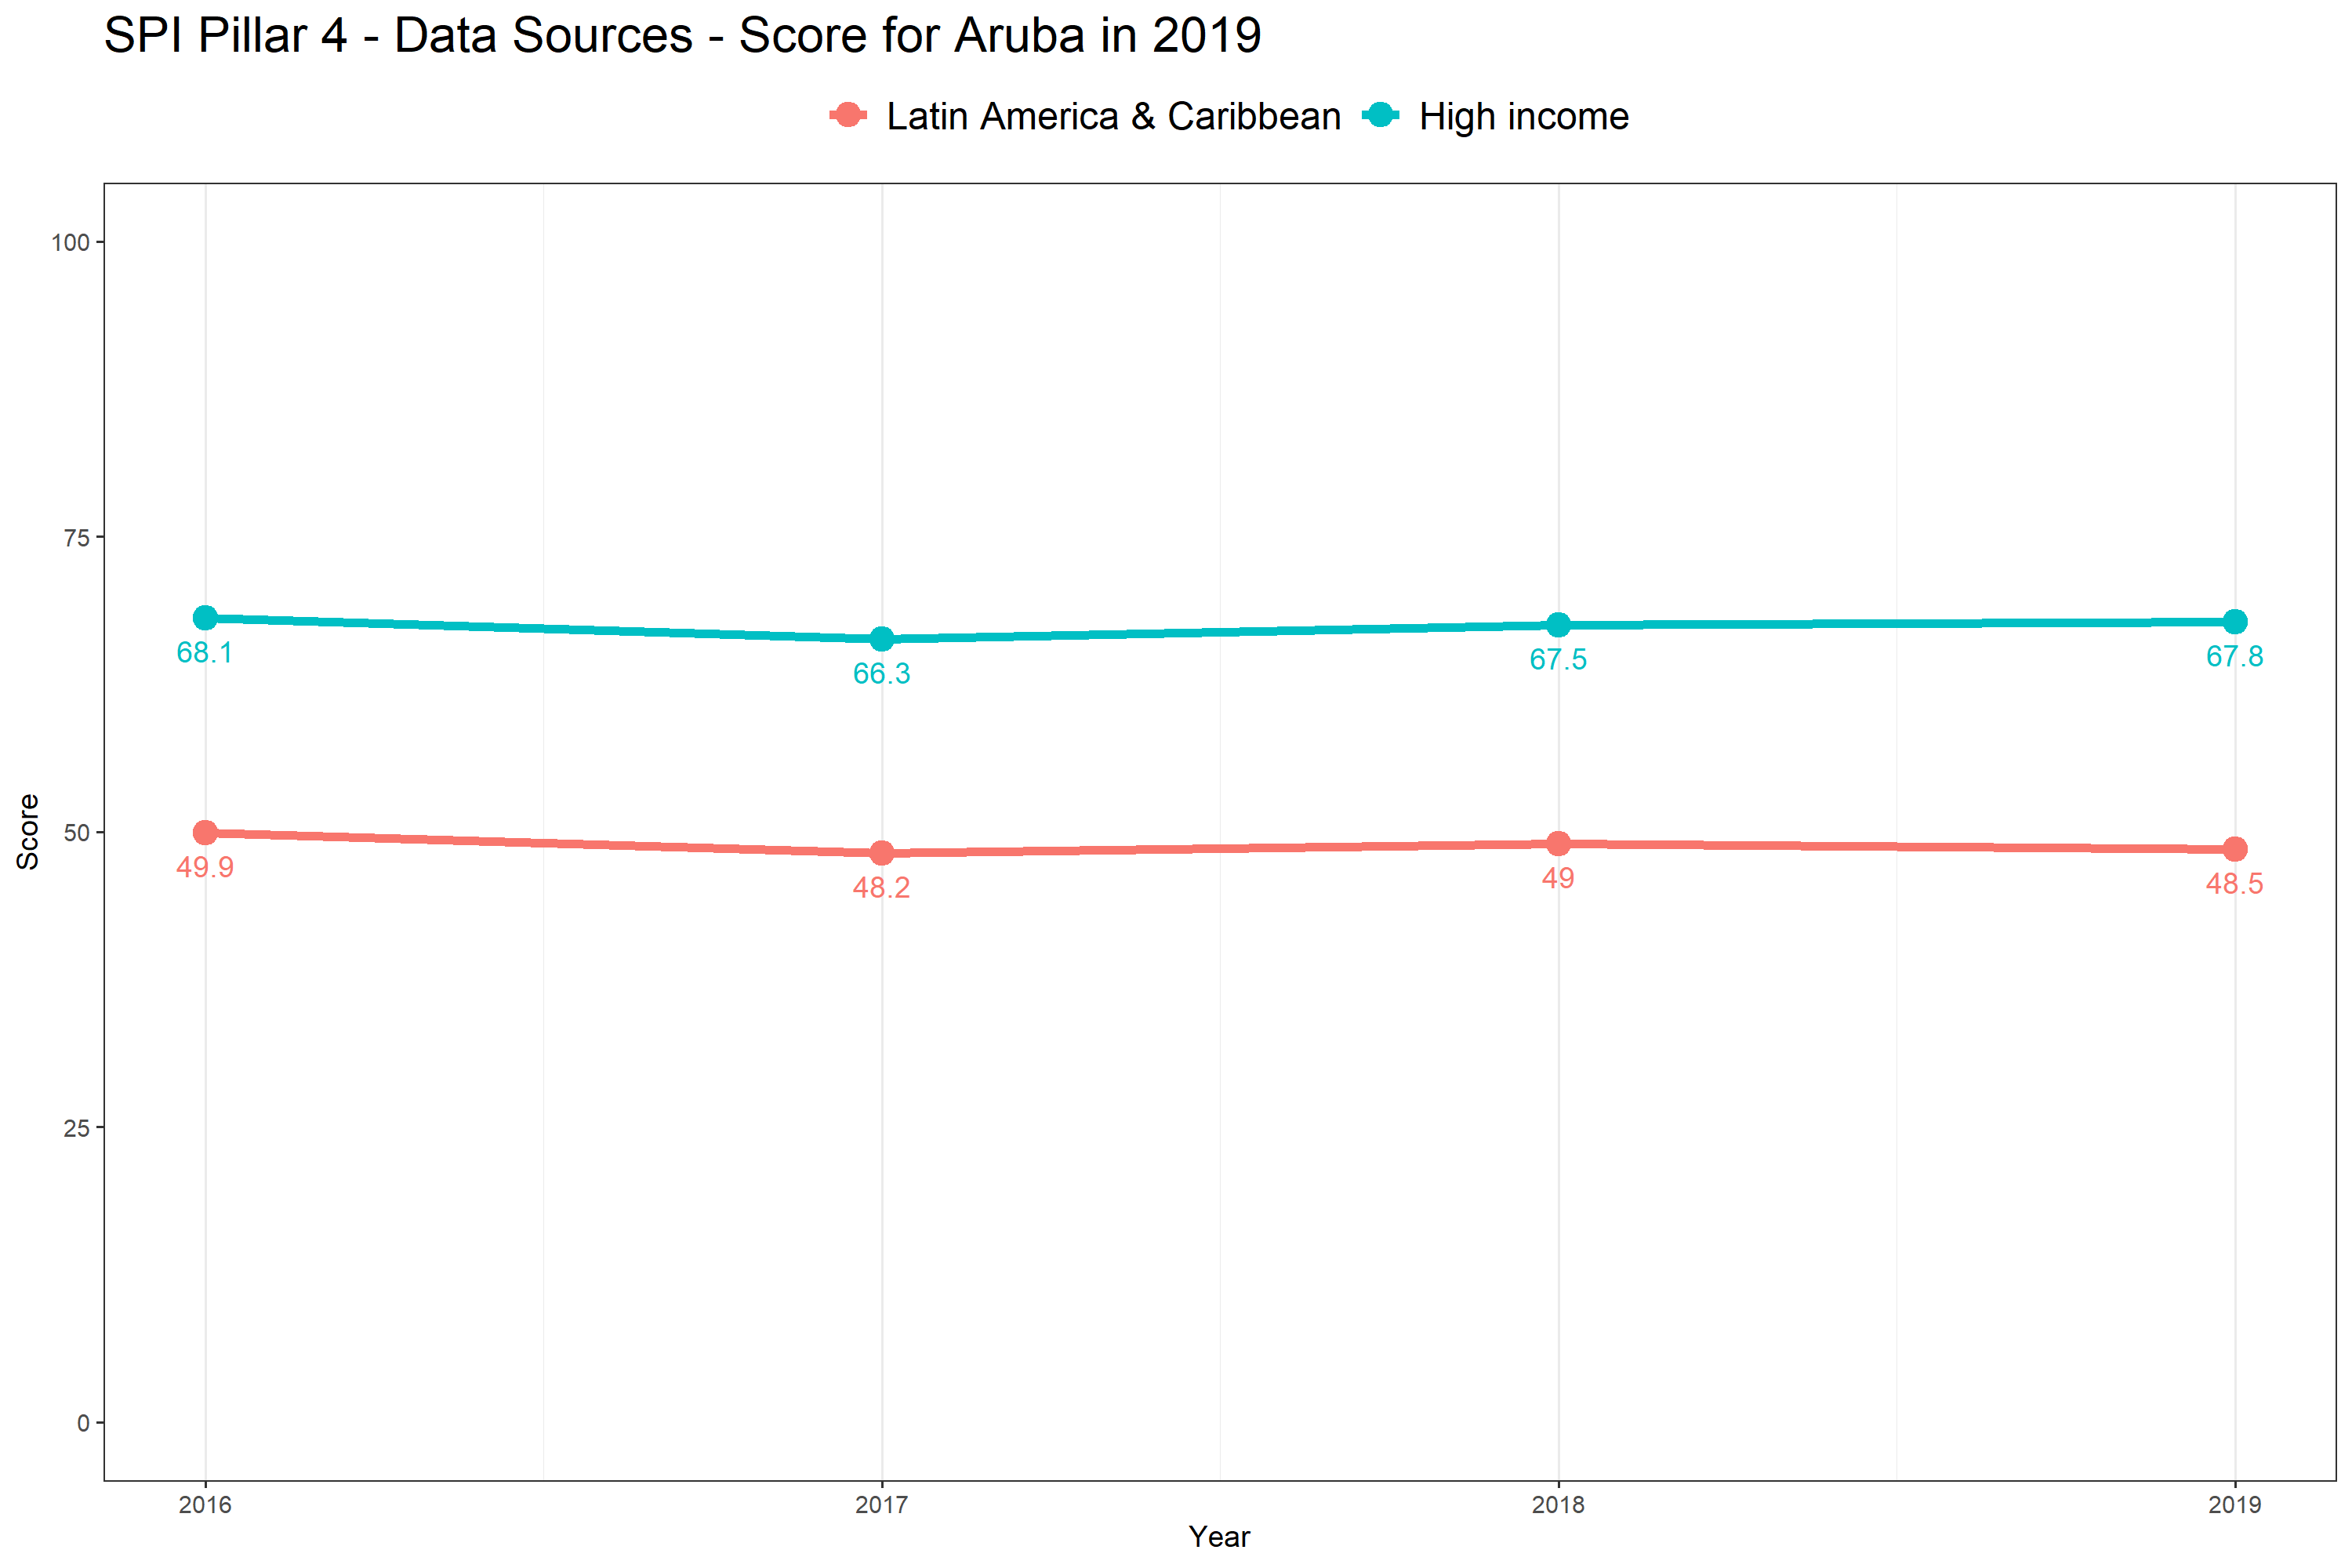 SPI Pillar 4 - Data Sources - Score for Aruba in 2019
Latin America & Caribbean High income
100
75
50
25
0
Score
68.1 66.3 67.5 67.8
49.9 48.2 49 48.5
2016 2017 2018 2019
Year